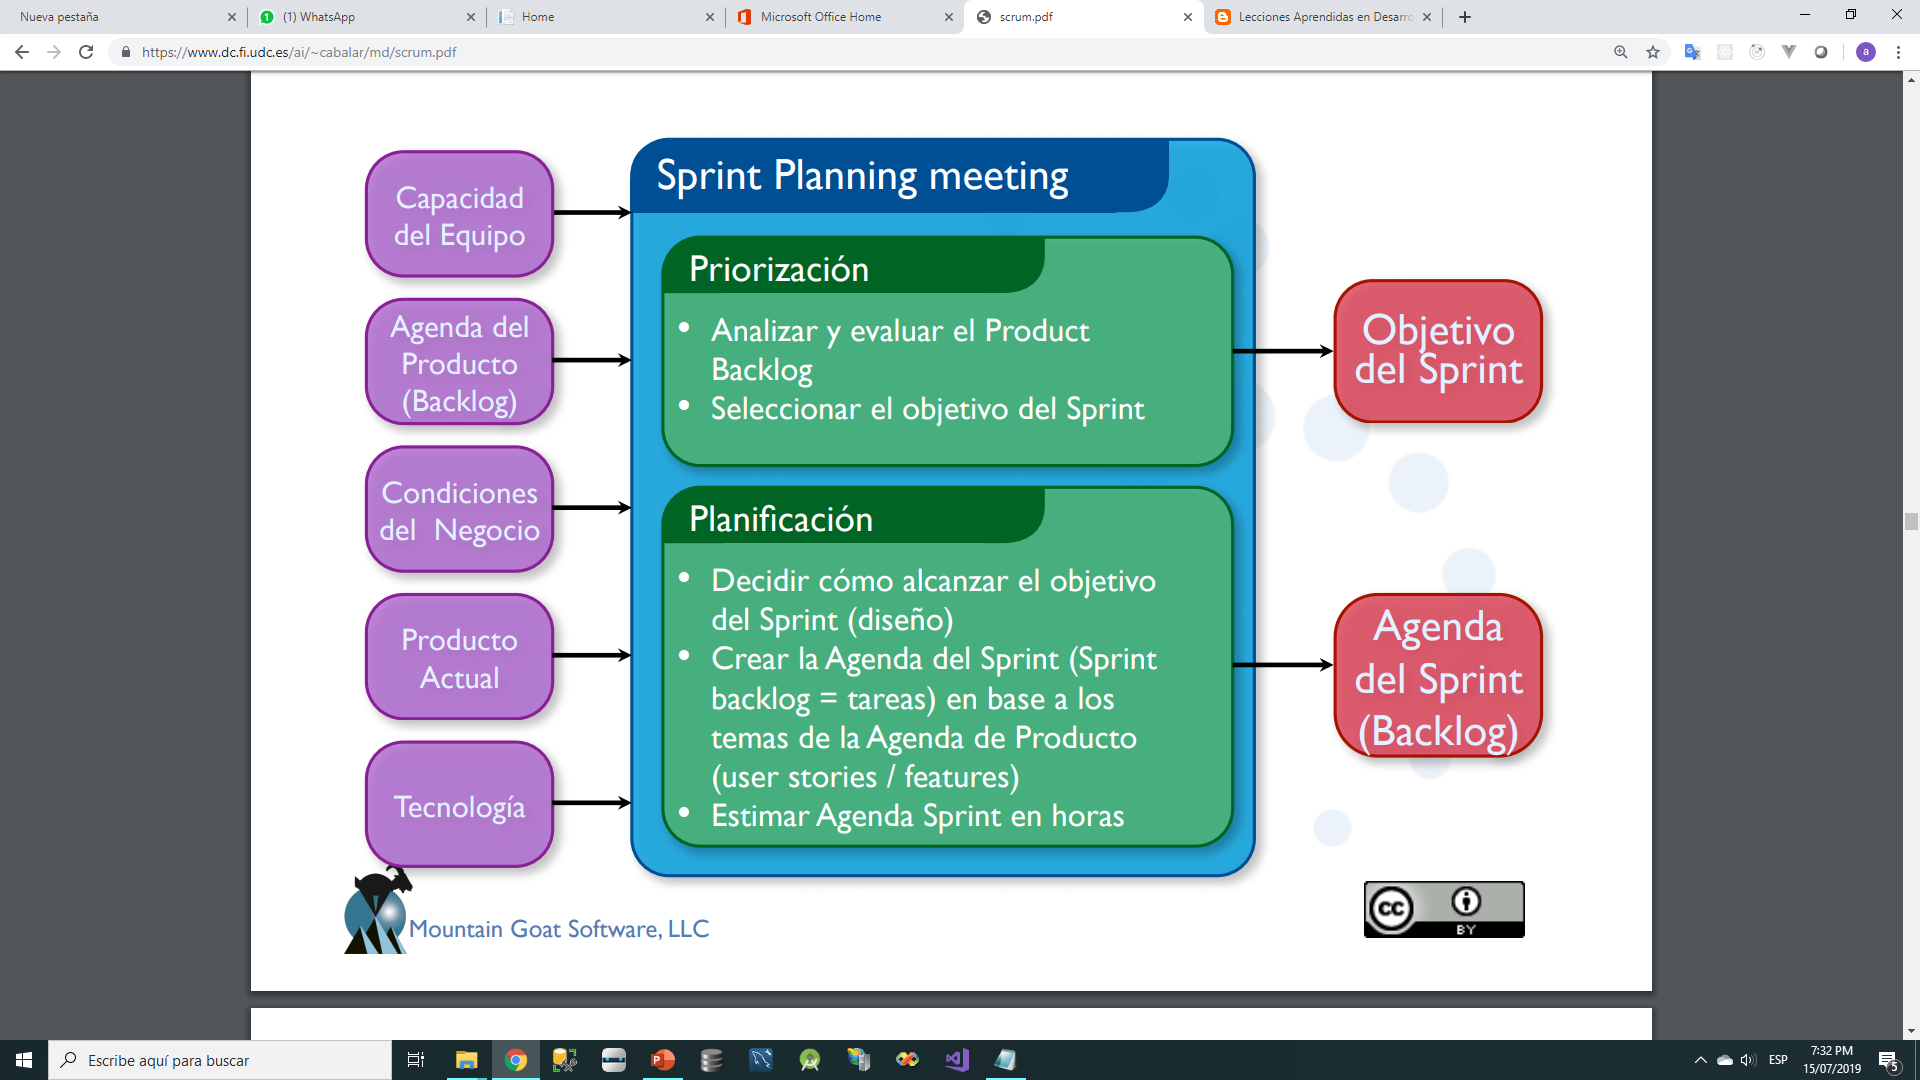 Nueva pestaña
(1) WhatsApp
Home
Microsoft Office Home
scrum.pdf
Lecciones Aprendidas en Desarro
https://www.dc.fi.udc.es/ai/~cabalar/md/scrum.pdf
a
Capacidad
del Equipo
Agenda del
Producto
(Backlog)
Condiciones
del Negocio
Producto
Actual
Tecnología
Sprint Planning meeting
Priorización
• Analizar y evaluar el Product
Backlog
• Seleccionar el objetivo del Sprint
Planificación
• Decidir cómo alcanzar el objetivo
del Sprint (diseño)
• Crear la Agenda del Sprint (Sprint
backlog = tareas) en base a los
temas de la Agenda de Producto
(user stories / features)
• Estimar Agenda Sprint en horas
Objetivo
del Sprint
Agenda
del Sprint
(Backlog)
Mountain Goat Software, LLC
cc
BY
Escribe aquí para buscar
ESP
7:32 PM
15/07/2019
5